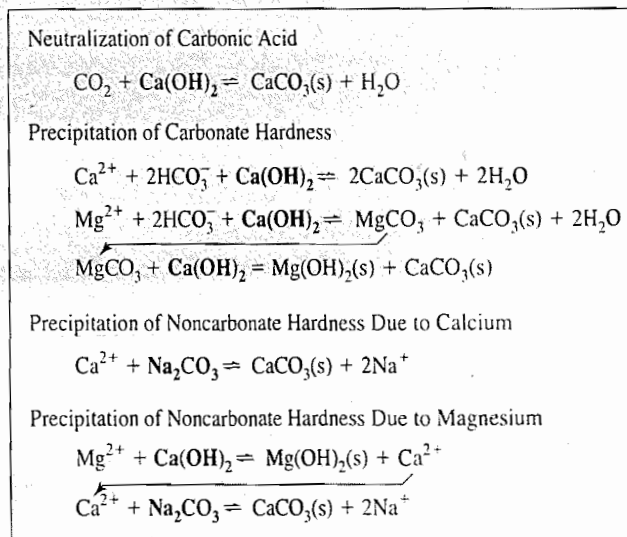 Neutralization of Carbonic Acid
CO₂ + Ca(OH)₂ ⇌ CaCO₃(s) + H₂O
Precipitation of Carbonate Hardness
Ca²⁺ + 2HCO₃⁻ + Ca(OH)₂ ⇌ 2CaCO₃(s) + 2H₂O
Mg²⁺ + 2HCO₃⁻ + Ca(OH)₂ ⇌ MgCO₃ + CaCO₃(s) + 2H₂O
MgCO₃ + Ca(OH)₂ = Mg(OH)₂(s) + CaCO₃(s)
Precipitation of Noncarbonate Hardness Due to Calcium
Ca²⁺ + Na₂CO₃ ⇌ CaCO₃(s) + 2Na⁺
Precipitation of Noncarbonate Hardness Due to Magnesium
Mg²⁺ + Ca(OH)₂ ⇌ Mg(OH)₂(s) + Ca²⁺
Ca²⁺ + Na₂CO₃ ⇌ CaCO₃(s) + 2Na⁺